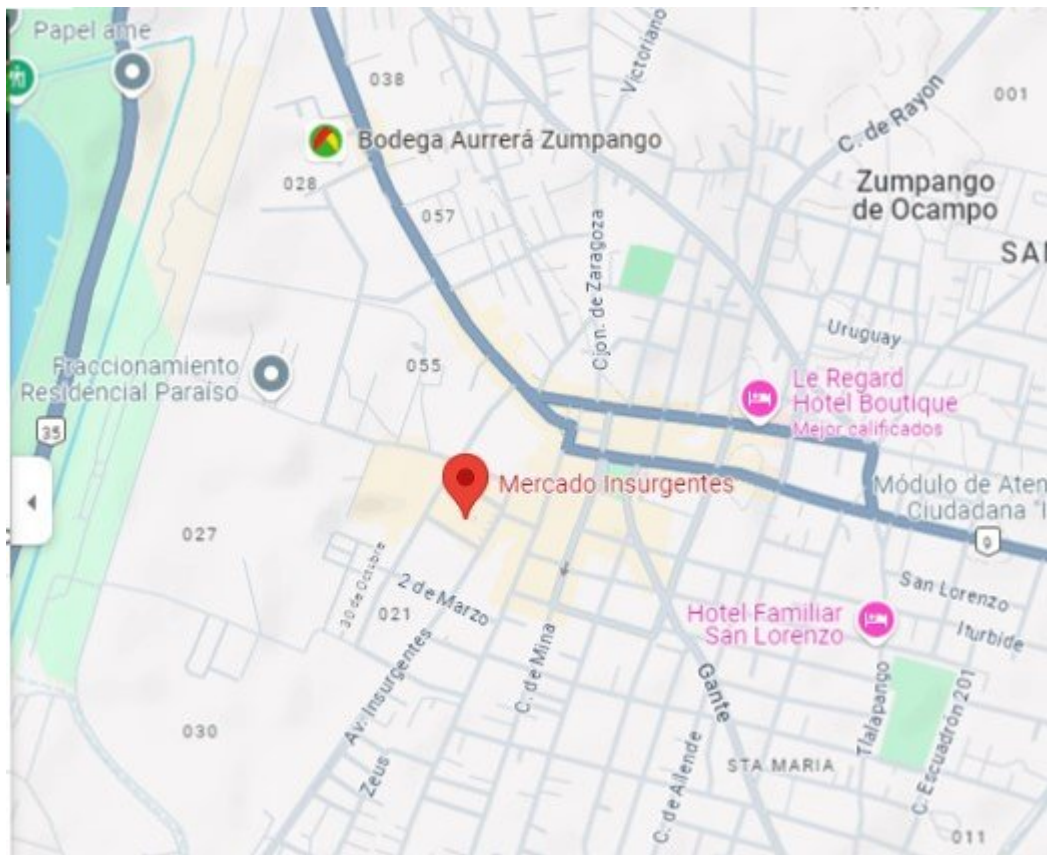 Papel ame
Victoriano
038
C. de Rayon
001
Bodega Aurrerá Zumpango
028
057
Zumpango
de Ocampo
Cjon. de Zaragoza
Uruguay
055
Fraccionamiento
Residencial Paraíso
Le Regard
Hotel Boutique
Mejor calificados
35
Mercado Insurgentes
Módulo de Aten
Ciudadana "I
9
027
30 de Octubre
2 de Marzo
021
San Lorenzo
Iturbide
Hotel Familiar
San Lorenzo
Av. Insurgentes
C. de Mina
Gante
Tlalapango
C. Escuadrón 201
030
Zeus
C. de Allende
STA. MARIA
011